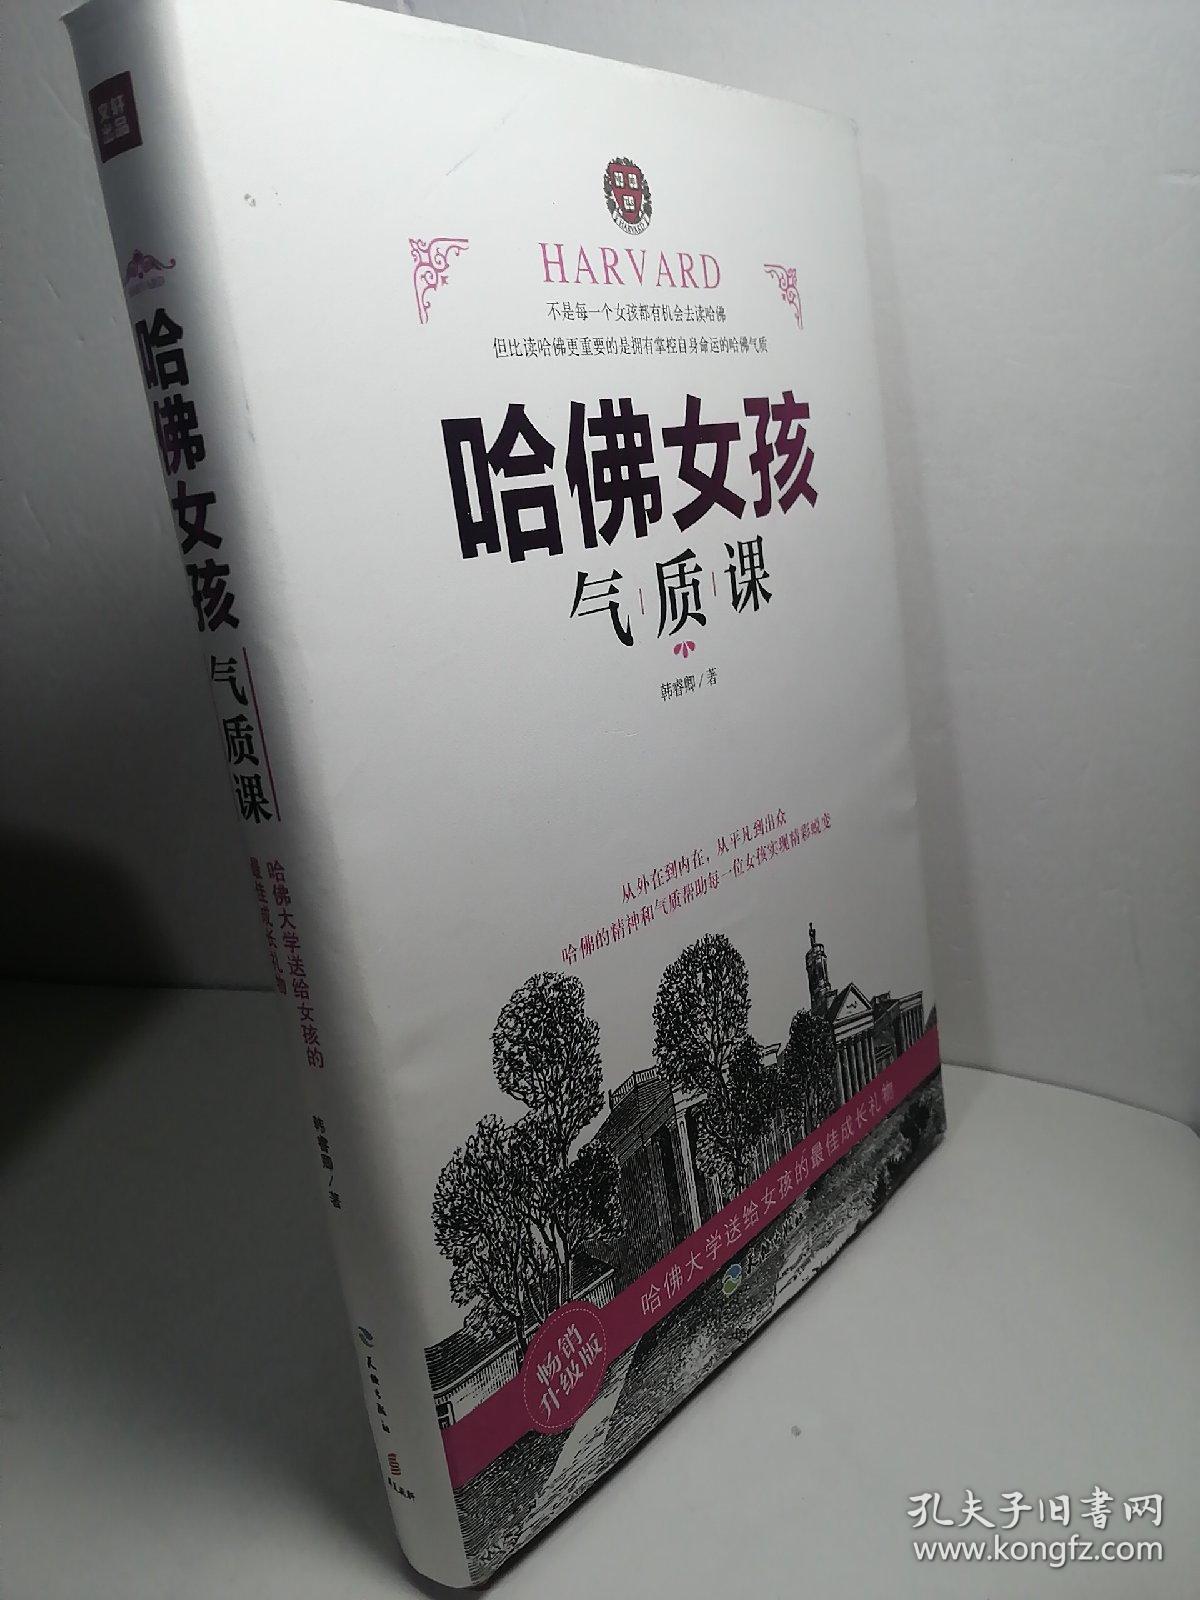 文轩
出品
哈佛女孩
气质课
哈佛大学送给女孩的
最佳成长礼物
韩睿卿/著
HARVARD
HARVARD
不是每一个女孩都有机会去读哈佛
但比读哈佛更重要的是拥有掌控自身命运的哈佛气质
哈佛女孩
气质课
韩睿卿/著
从外在到内在，从平凡到出众
哈佛的精神和气质帮助每一位女孩实现精彩蜕变
哈佛大学送给女孩的最佳成长礼物
畅销
升级版
孔夫子旧书网
www.kongfz.com